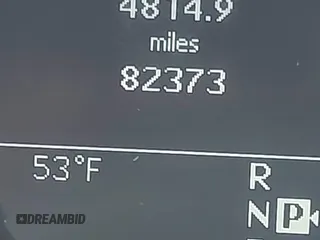 4814.9
miles
82373
53°F
R
N P
DREAMBID